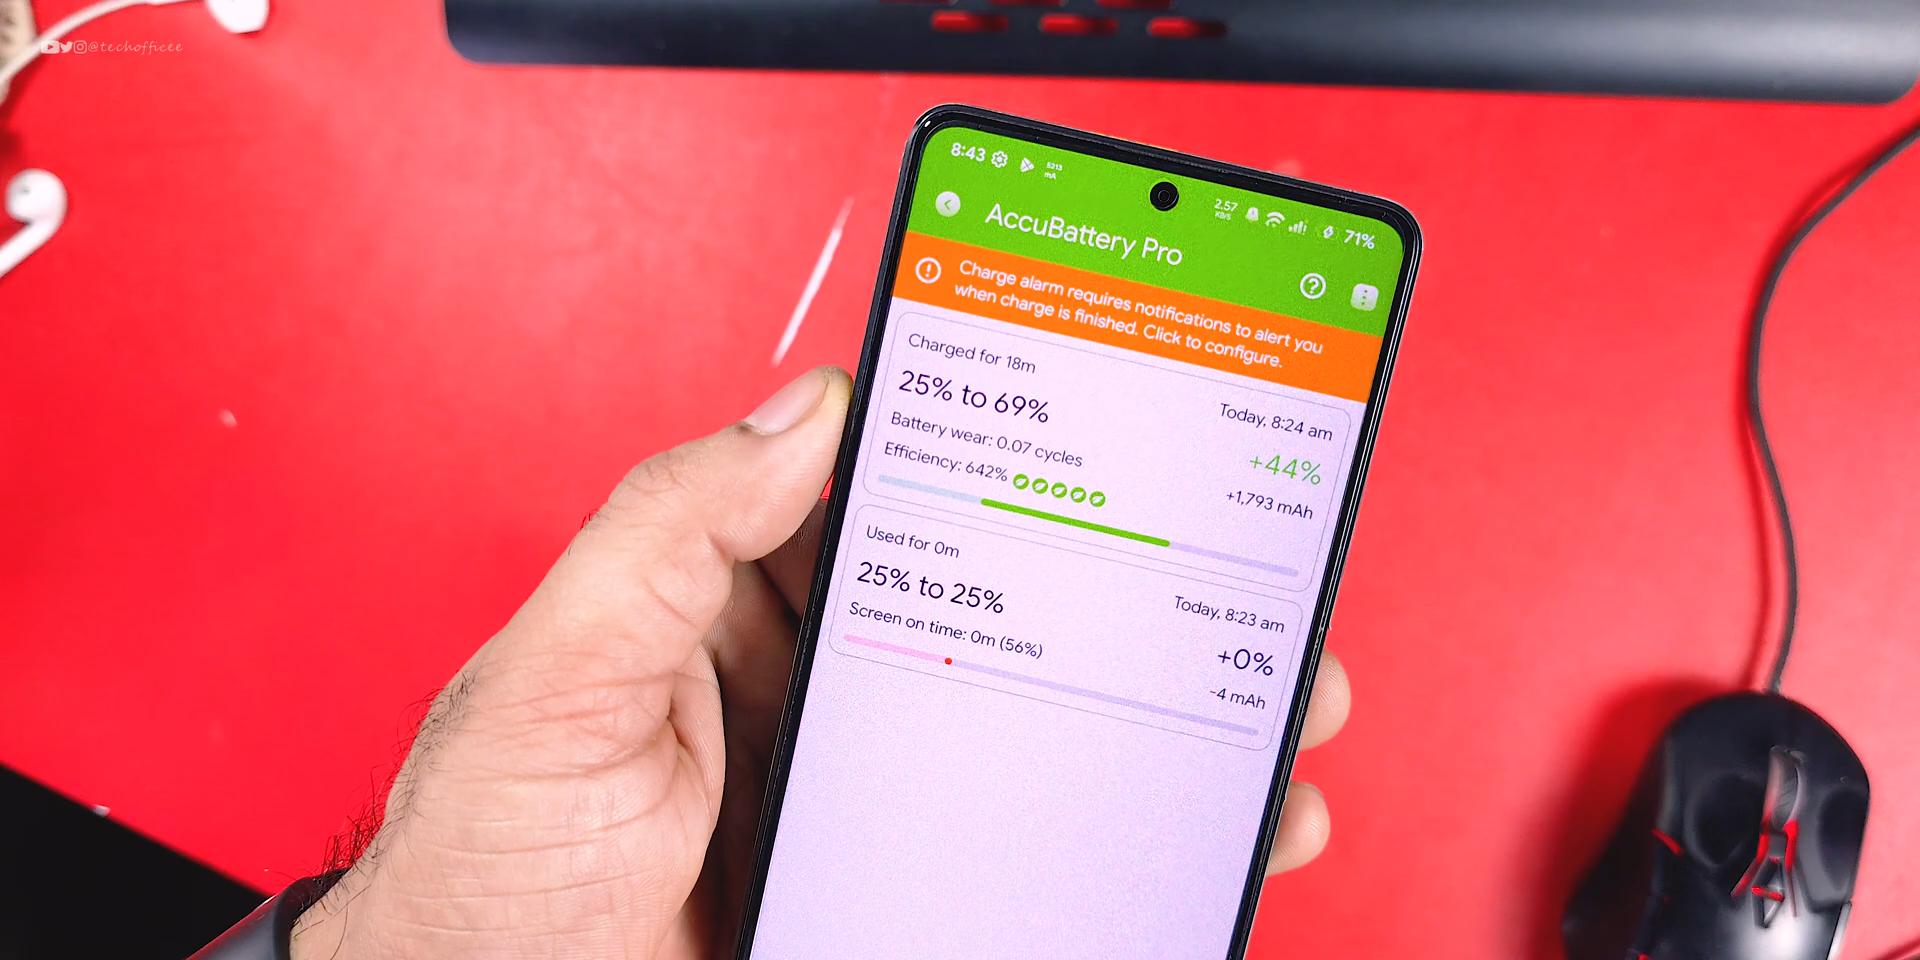 @techofficee
8:43
5213
mA
2.57
KB/S
71%
AccuBattery Pro
Charge alarm requires notifications to alert you
when charge is finished. Click to configure.
Charged for 18m
25% to 69%
Today, 8:24 am
Battery wear: 0.07 cycles
+44%
Efficiency: 642%
+1,793 mAh
Used for 0m
25% to 25%
Today, 8:23 am
Screen on time: 0m (56%)
+0%
-4 mAh